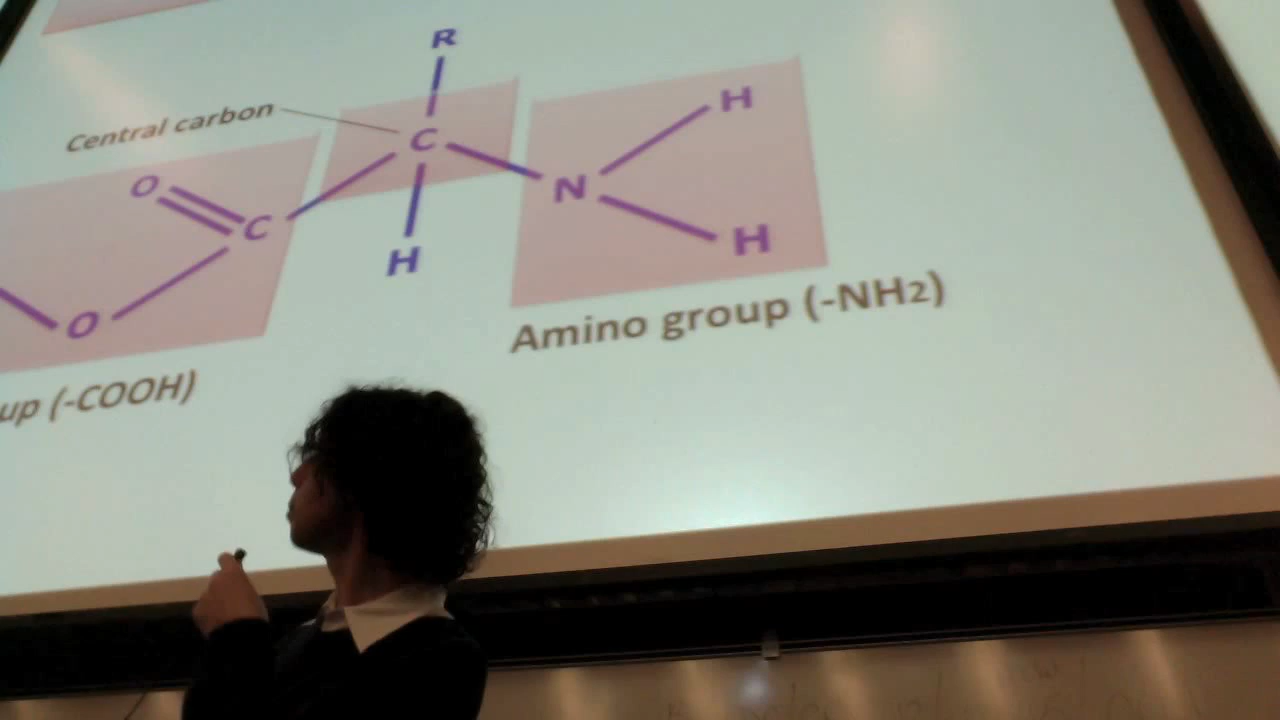 R
Central carbon
C
H
O
N
C
H
H
O
Amino group (-NH2)
up (-COOH)